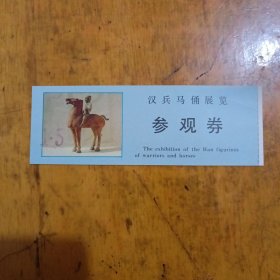 汉兵马俑展览
参观券
The exhibition of the Han figurines
of warriors and horses